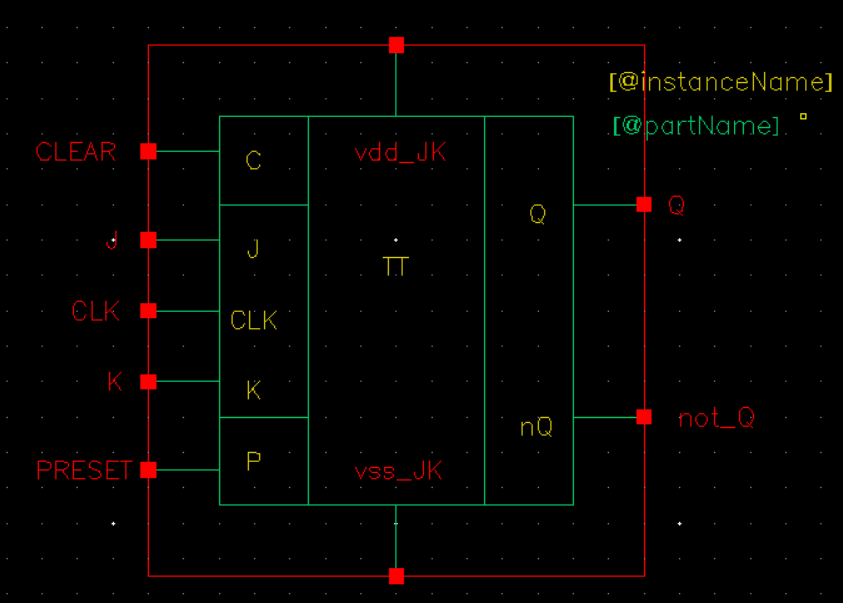 [@instanceName]
[@partName]
CLEAR
C
vdd_JK
Q
Q
J
J
TT
CLK
CLK
K
K
nQ
not_Q
PRESET
P
vss_JK